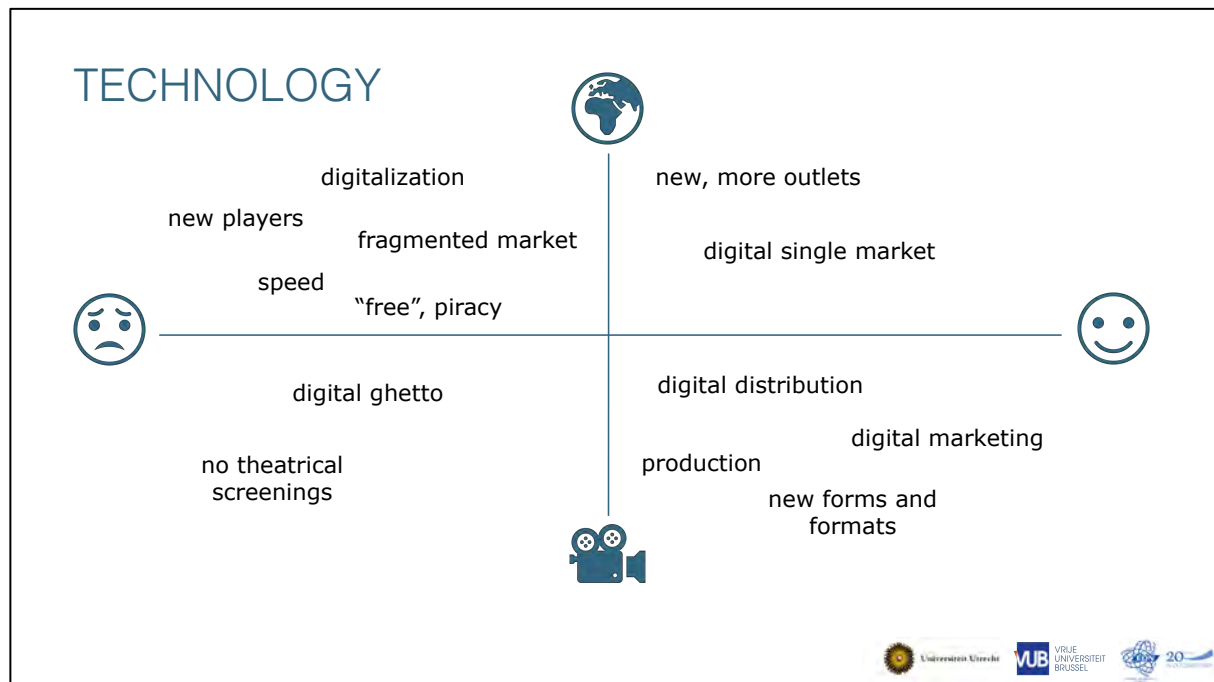 TECHNOLOGY
digitalization
new, more outlets
new players
fragmented market
digital single market
speed
“free”, piracy
digital ghetto
digital distribution
digital marketing
no theatrical
screenings
production
new forms and
formats
Universiteit Utrecht
VUB
VRIJE
UNIVERSITEIT
BRUSSEL
20